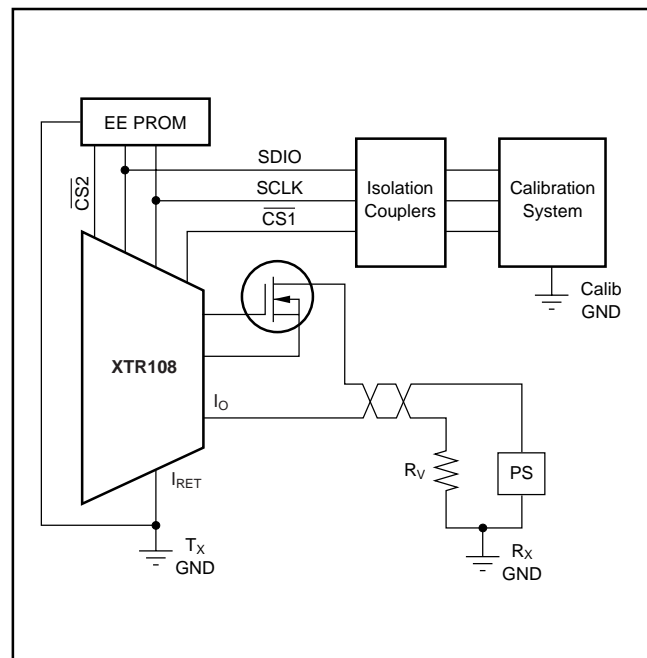 EE PROM
CS2
SDIO
SCLK
CS1
Isolation
Couplers
Calibration
System
Calib
GND
XTR108
IO
IRET
RV
PS
TX
GND
RX
GND